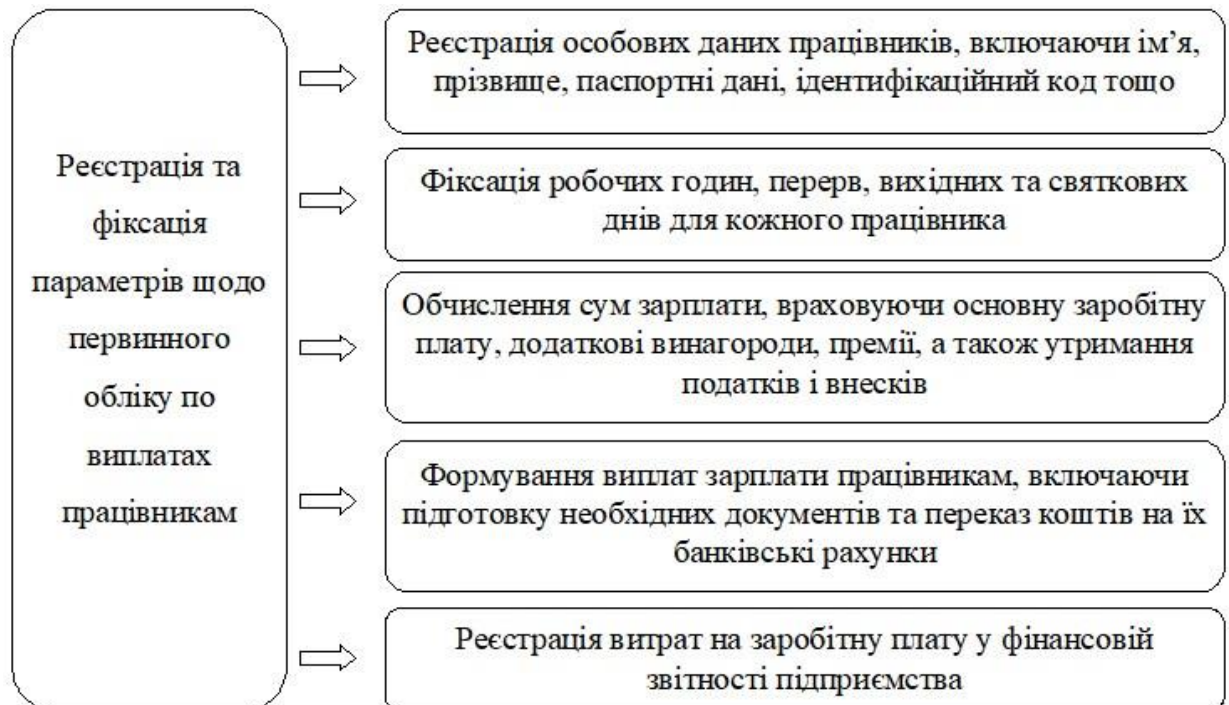 Реєстрація та
фіксація
параметрів щодо
первинного
обліку по
виплатах
працівникам
Реєстрація особових даних працівників, включаючи ім’я,
прізвище, паспортні дані, ідентифікаційний код тощо
Фіксація робочих годин, перерв, вихідних та святкових
днів для кожного працівника
Обчислення сум зарплати, враховуючи основну заробітну
плату, додаткові винагороди, премії, а також утримання
податків і внесків
Формування виплат зарплати працівникам, включаючи
підготовку необхідних документів та переказ коштів на їх
банківські рахунки
Реєстрація витрат на заробітну плату у фінансовій
звітності підприємства